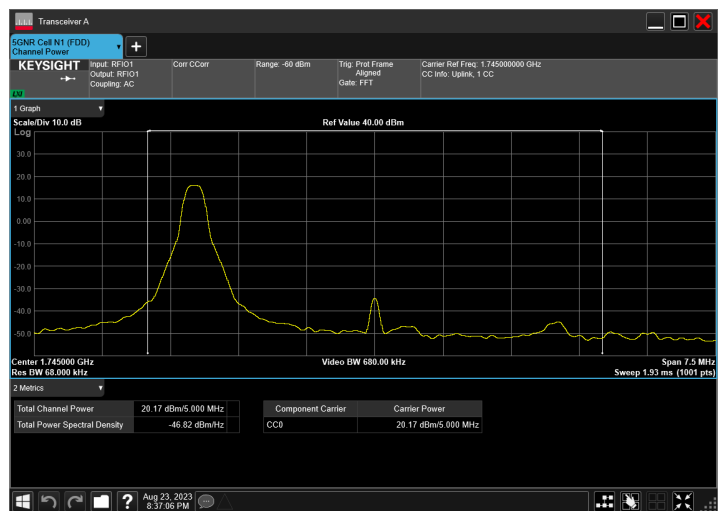 Transceiver A
5GNR Cell N1 (FDD)
Channel Power
KEYSIGHT
Input: RFIO1
Output: RFIO1
Coupling: AC
Corr CCorr
Range: -60 dBm
Trig: Prot Frame
Aligned
Gate: FFT
Carrier Ref Freq: 1.745000000 GHz
CC Info: Uplink, 1 CC
LXI
1 Graph
Scale/Div 10.0 dB
Ref Value 40.00 dBm
Log
30.0
20.0
10.0
0.00
-10.0
-20.0
-30.0
-40.0
-50.0
Center 1.745000 GHz
Video BW 680.00 kHz
Span 7.5 MHz
Res BW 68.000 kHz
Sweep 1.93 ms (1001 pts)
2 Metrics
Total Channel Power 20.17 dBm/5.000 MHz
Total Power Spectral Density -46.82 dBm/Hz
Component Carrier Carrier Power
CC0 20.17 dBm/5.000 MHz
?
Aug 23, 2023
8:37:06 PM